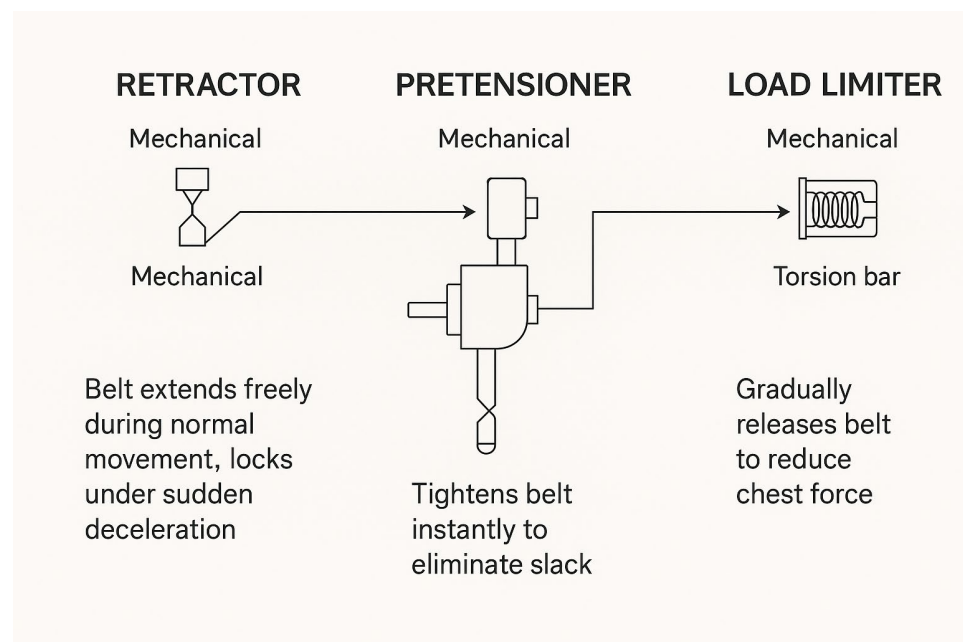 RETRACTOR
Mechanical
Mechanical
Belt extends freely
during normal
movement, locks
under sudden
deceleration
PRETENSIONER
Mechanical
Tightens belt
instantly to
eliminate slack
LOAD LIMITER
Mechanical
Torsion bar
Gradually
releases belt
to reduce
chest force